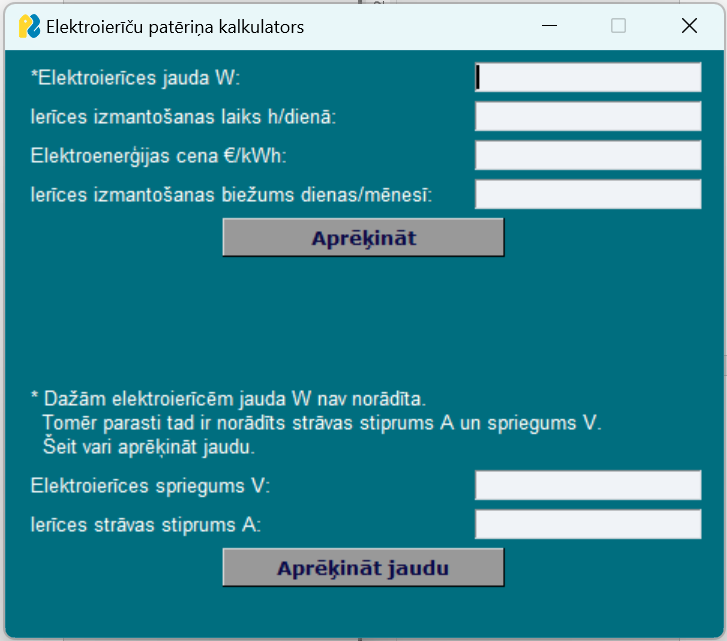 Elektroierīču patēriņa kalkulators
*Elektroierīces jauda W:
Ierīces izmantošanas laiks h/dienā:
Elektroenerģijas cena €/kWh:
Ierīces izmantošanas biežums dienas/mēnesī:
Aprēķināt
* Dažām elektroierīcēm jauda W nav norādīta.
Tomēr parasti tad ir norādīts strāvas stiprums A un spriegums V.
Šeit vari aprēķināt jaudu.
Elektroierīces spriegums V:
Ierīces strāvas stiprums A:
Aprēķināt jaudu